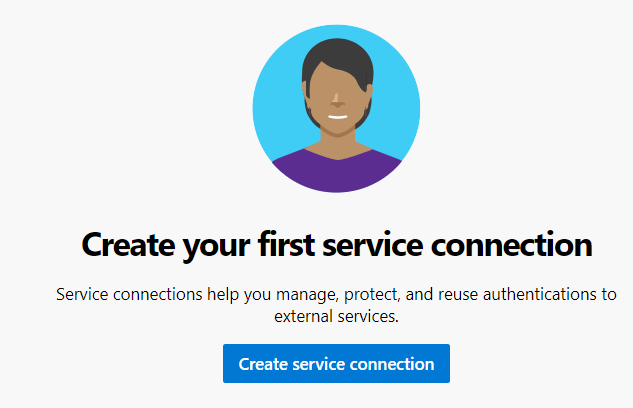 Create your first service connection
Service connections help you manage, protect, and reuse authentications to
external services.
Create service connection